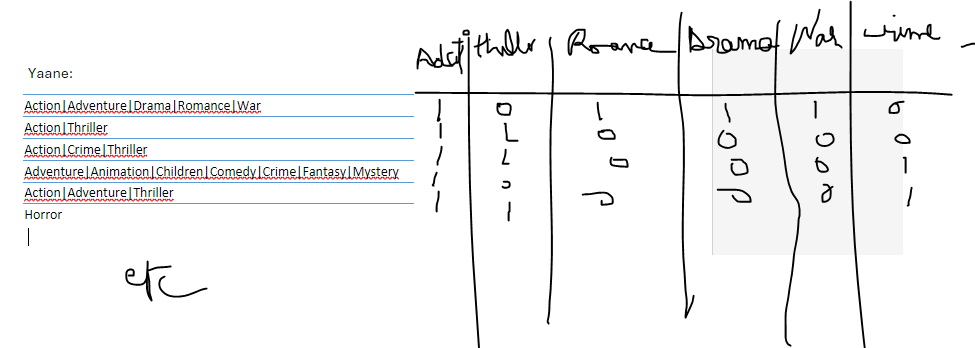 Thriller Romance Drama War crime
Yaane:
Action|Adventure|Drama|Romance|War 1 0 1 1 1 0
Action|Thriller 1 1 0 0 0 0
Action|Crime|Thriller 1 1 0 0 0 1
Adventure|Animation|Children|Comedy|Crime|Fantasy|Mystery 1 0 0 0 0 1
Action|Adventure|Thriller 1 1
Horror
etc